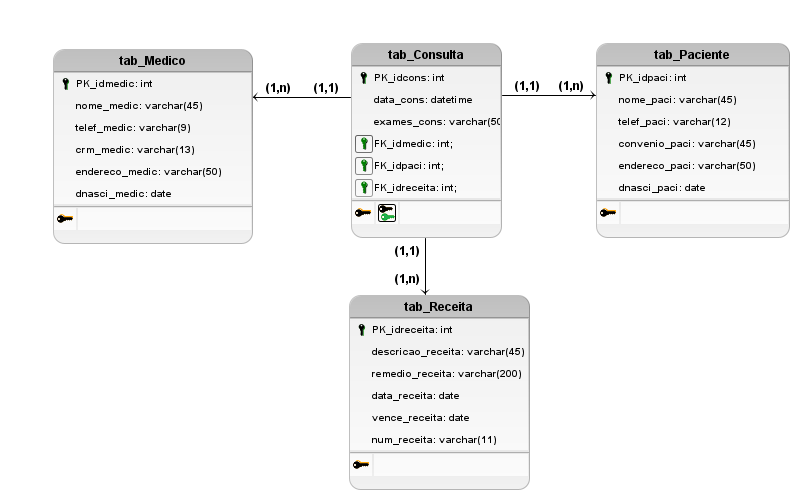 tab_Medico
PK_idmedic: int
nome_medic: varchar(45)
telef_medic: varchar(9)
crm_medic: varchar(13)
endereco_medic: varchar(50)
dnasci_medic: date
(1,n)
(1,1)
tab_Consulta
PK_idcons: int
data_cons: datetime
exames_cons: varchar(50
FK_idmedic: int;
FK_idpaci: int;
FK_idreceita: int;
(1,1)
(1,n)
tab_Paciente
PK_idpaci: int
nome_paci: varchar(45)
telef_paci: varchar(12)
convenio_paci: varchar(45)
endereco_paci: varchar(50)
dnasci_paci: date
(1,1)
(1,n)
tab_Receita
PK_idreceita: int
descricao_receita: varchar(45)
remedio_receita: varchar(200)
data_receita: date
vence_receita: date
num_receita: varchar(11)